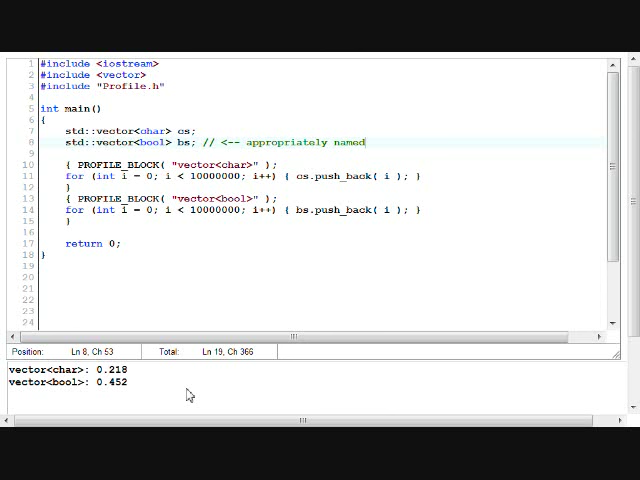 1 #include <iostream>
2 #include <vector>
3 #include "Profile.h"
4
5 int main()
6 {
7 std::vector<char> cs;
8 std::vector<bool> bs; // <-- appropriately named
9
10 { PROFILE_BLOCK( "vector<char>" );
11 for (int i = 0; i < 10000000; i++) { cs.push_back( i ); }
12 }
13 { PROFILE_BLOCK( "vector<bool>" );
14 for (int i = 0; i < 10000000; i++) { bs.push_back( i ); }
15 }
16
17 return 0;
18 }
19
20
21
22
23
24
Position: Ln 8, Ch 53 Total: Ln 19, Ch 366
vector<char>: 0.218
vector<bool>: 0.452